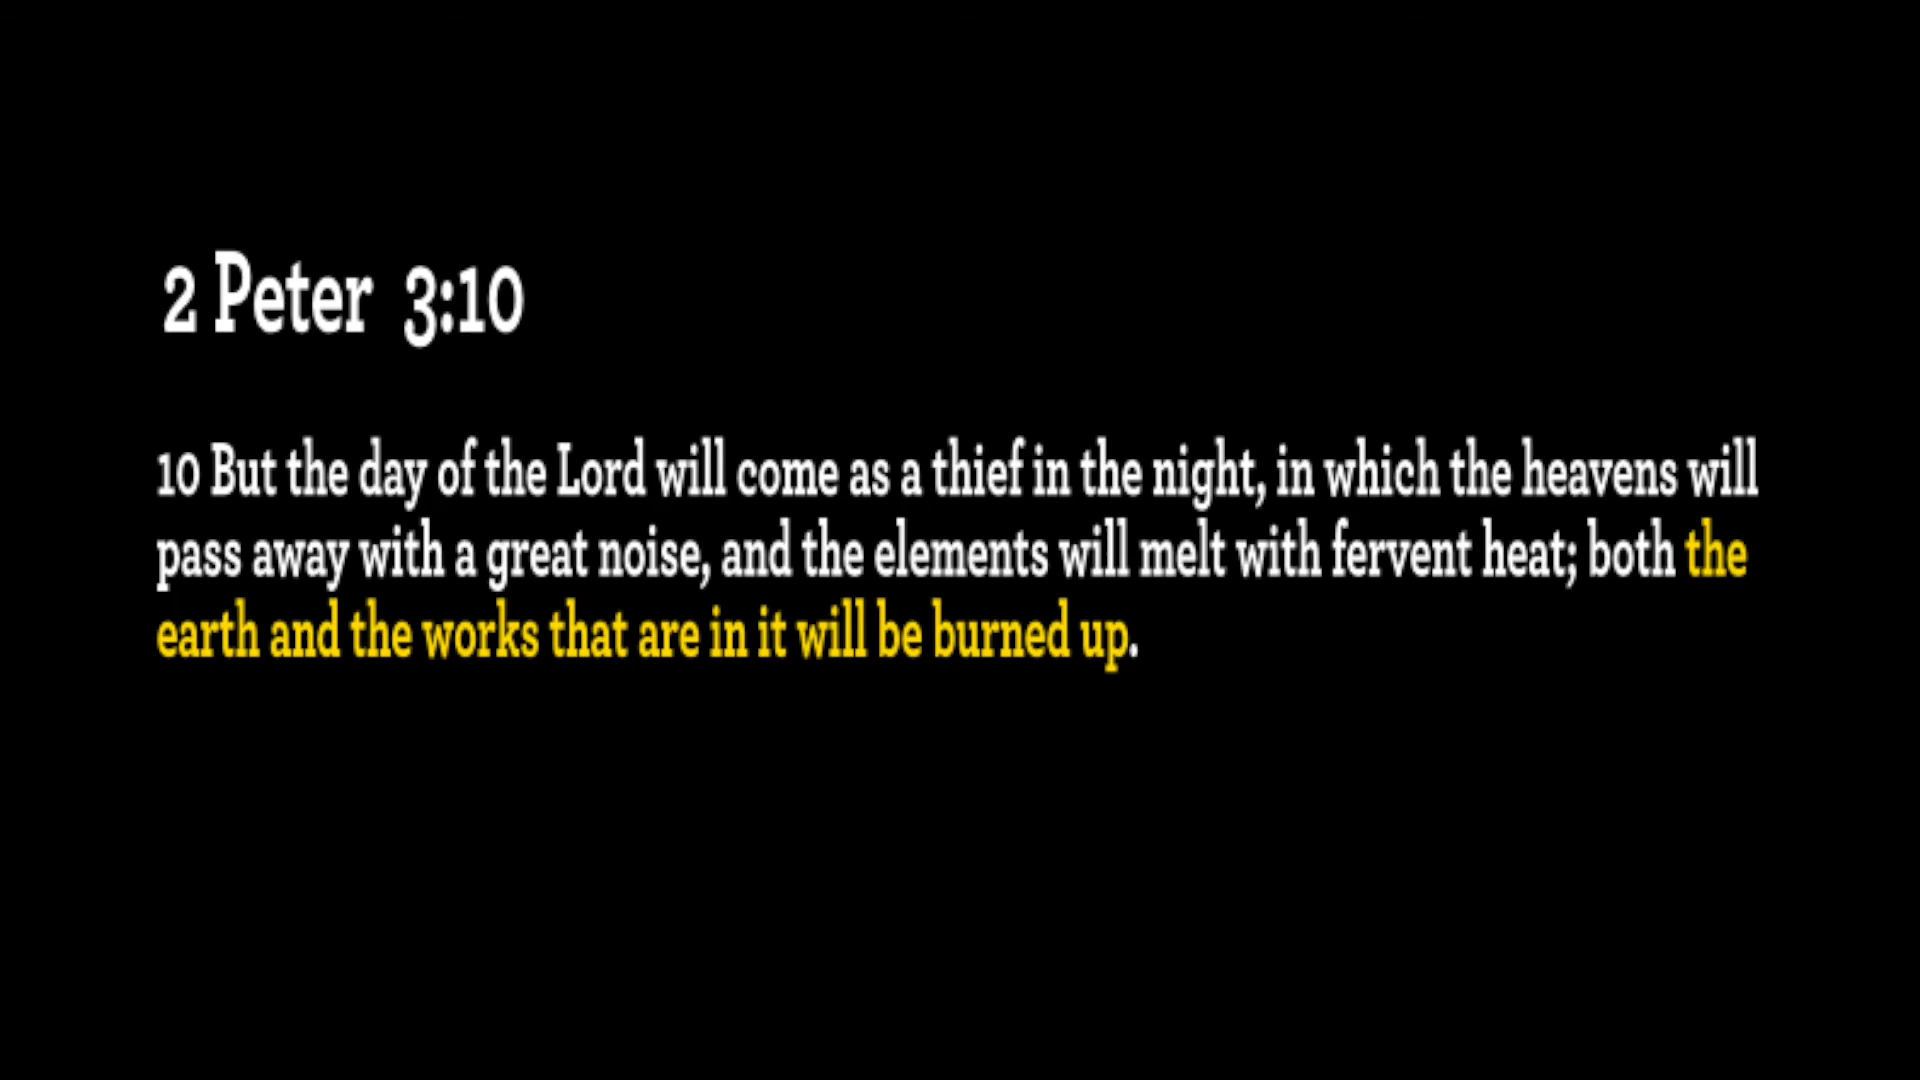 2 Peter 3:10
10 But the day of the Lord will come as a thief in the night, in which the heavens will
pass away with a great noise, and the elements will melt with fervent heat; both the
earth and the works that are in it will be burned up.